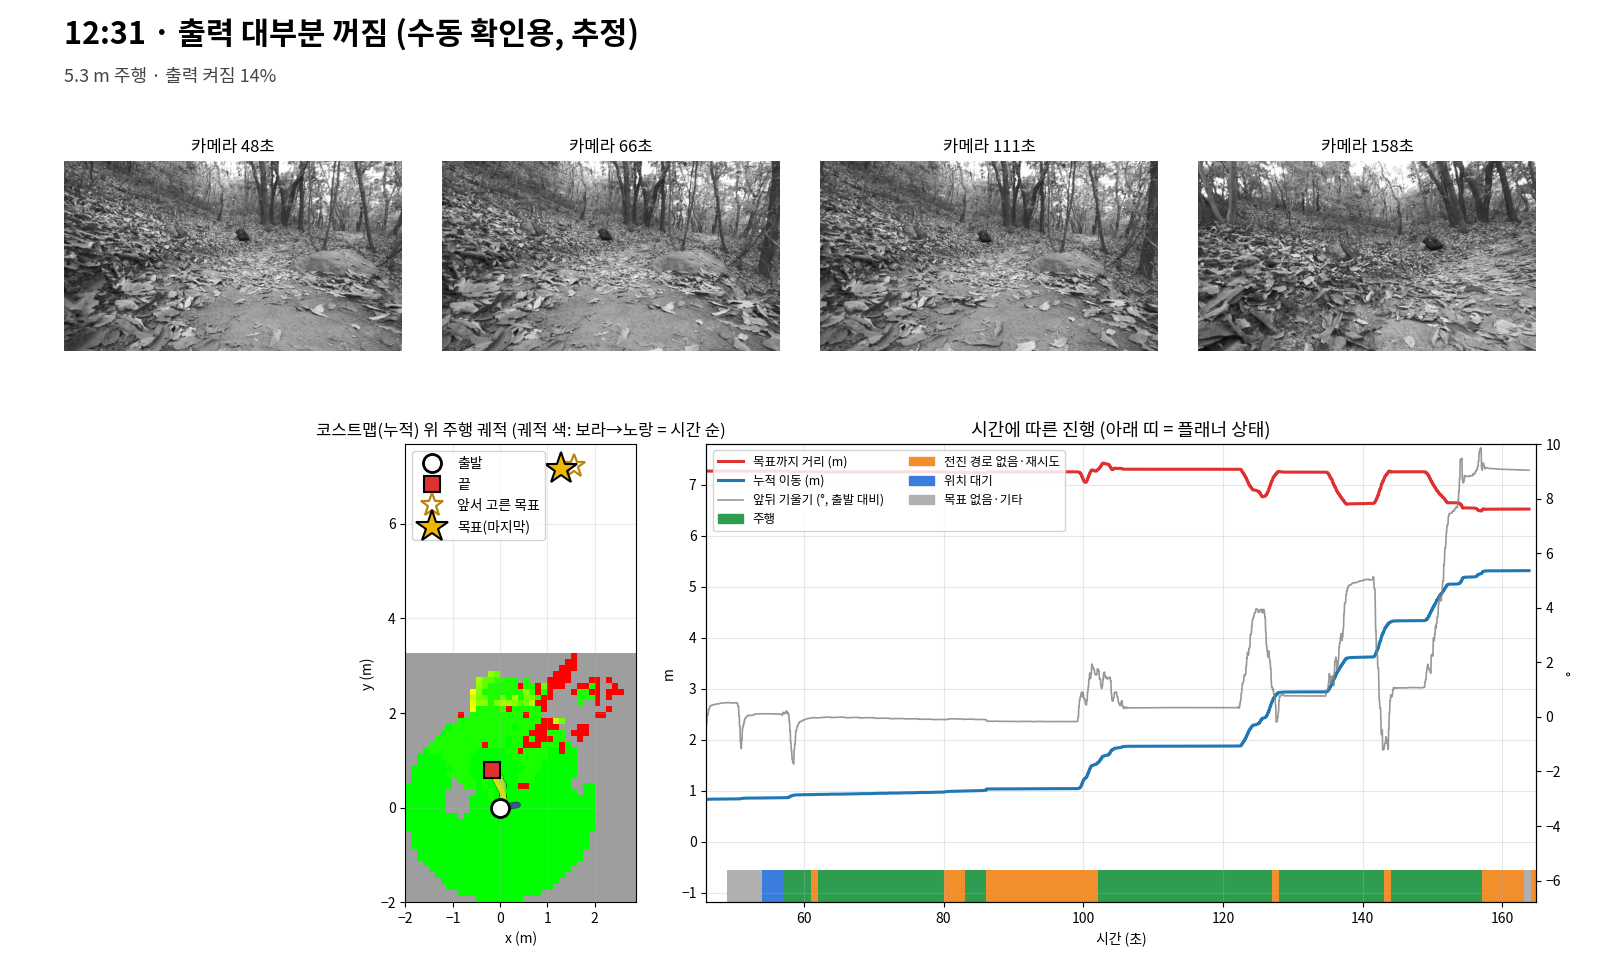 12:31 · 출력 대부분 꺼짐 (수동 확인용, 추정)
5.3 m 주행 · 출력 켜짐 14%
카메라 48초
카메라 66초
카메라 111초
카메라 158초
코스트맵(누적) 위 주행 궤적 (궤적 색: 보라→노랑 = 시간 순)
출발
끝
앞서 고른 목표
목표(마지막)
6
4
2
0
−2
y (m)
−2 −1 0 1 2
x (m)
시간에 따른 진행 (아래 띠 = 플래너 상태)
목표까지 거리 (m)
누적 이동 (m)
앞뒤 기울기 (°, 출발 대비)
주행
전진 경로 없음·재시도
위치 대기
목표 없음·기타
7
6
5
4
3
2
1
0
−1
m
10
8
6
4
2
0
−2
−4
−6
°
60 80 100 120 140 160
시간 (초)